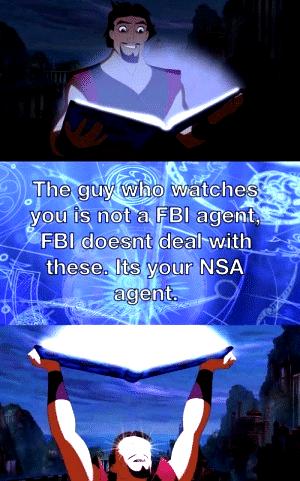 The guy who watches
you is not a FBI agent,
FBI doesnt deal with
these. Its your NSA
agent.